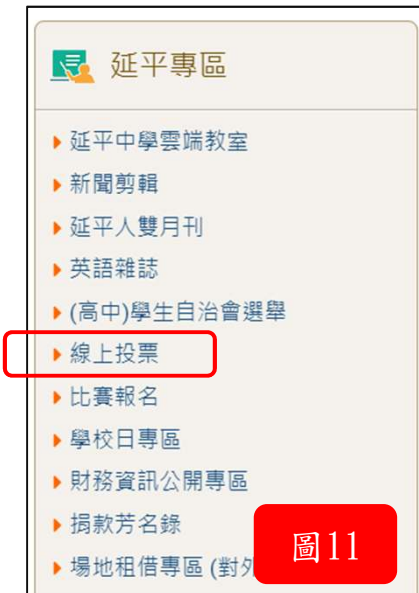 延平專區
延平中學雲端教室
新聞剪輯
延平人雙月刊
英語雜誌
(高中)學生自治會選舉
線上投票
比賽報名
學校日專區
財務資訊公開專區
捐款芳名錄
場地租借專區 (對外
圖11